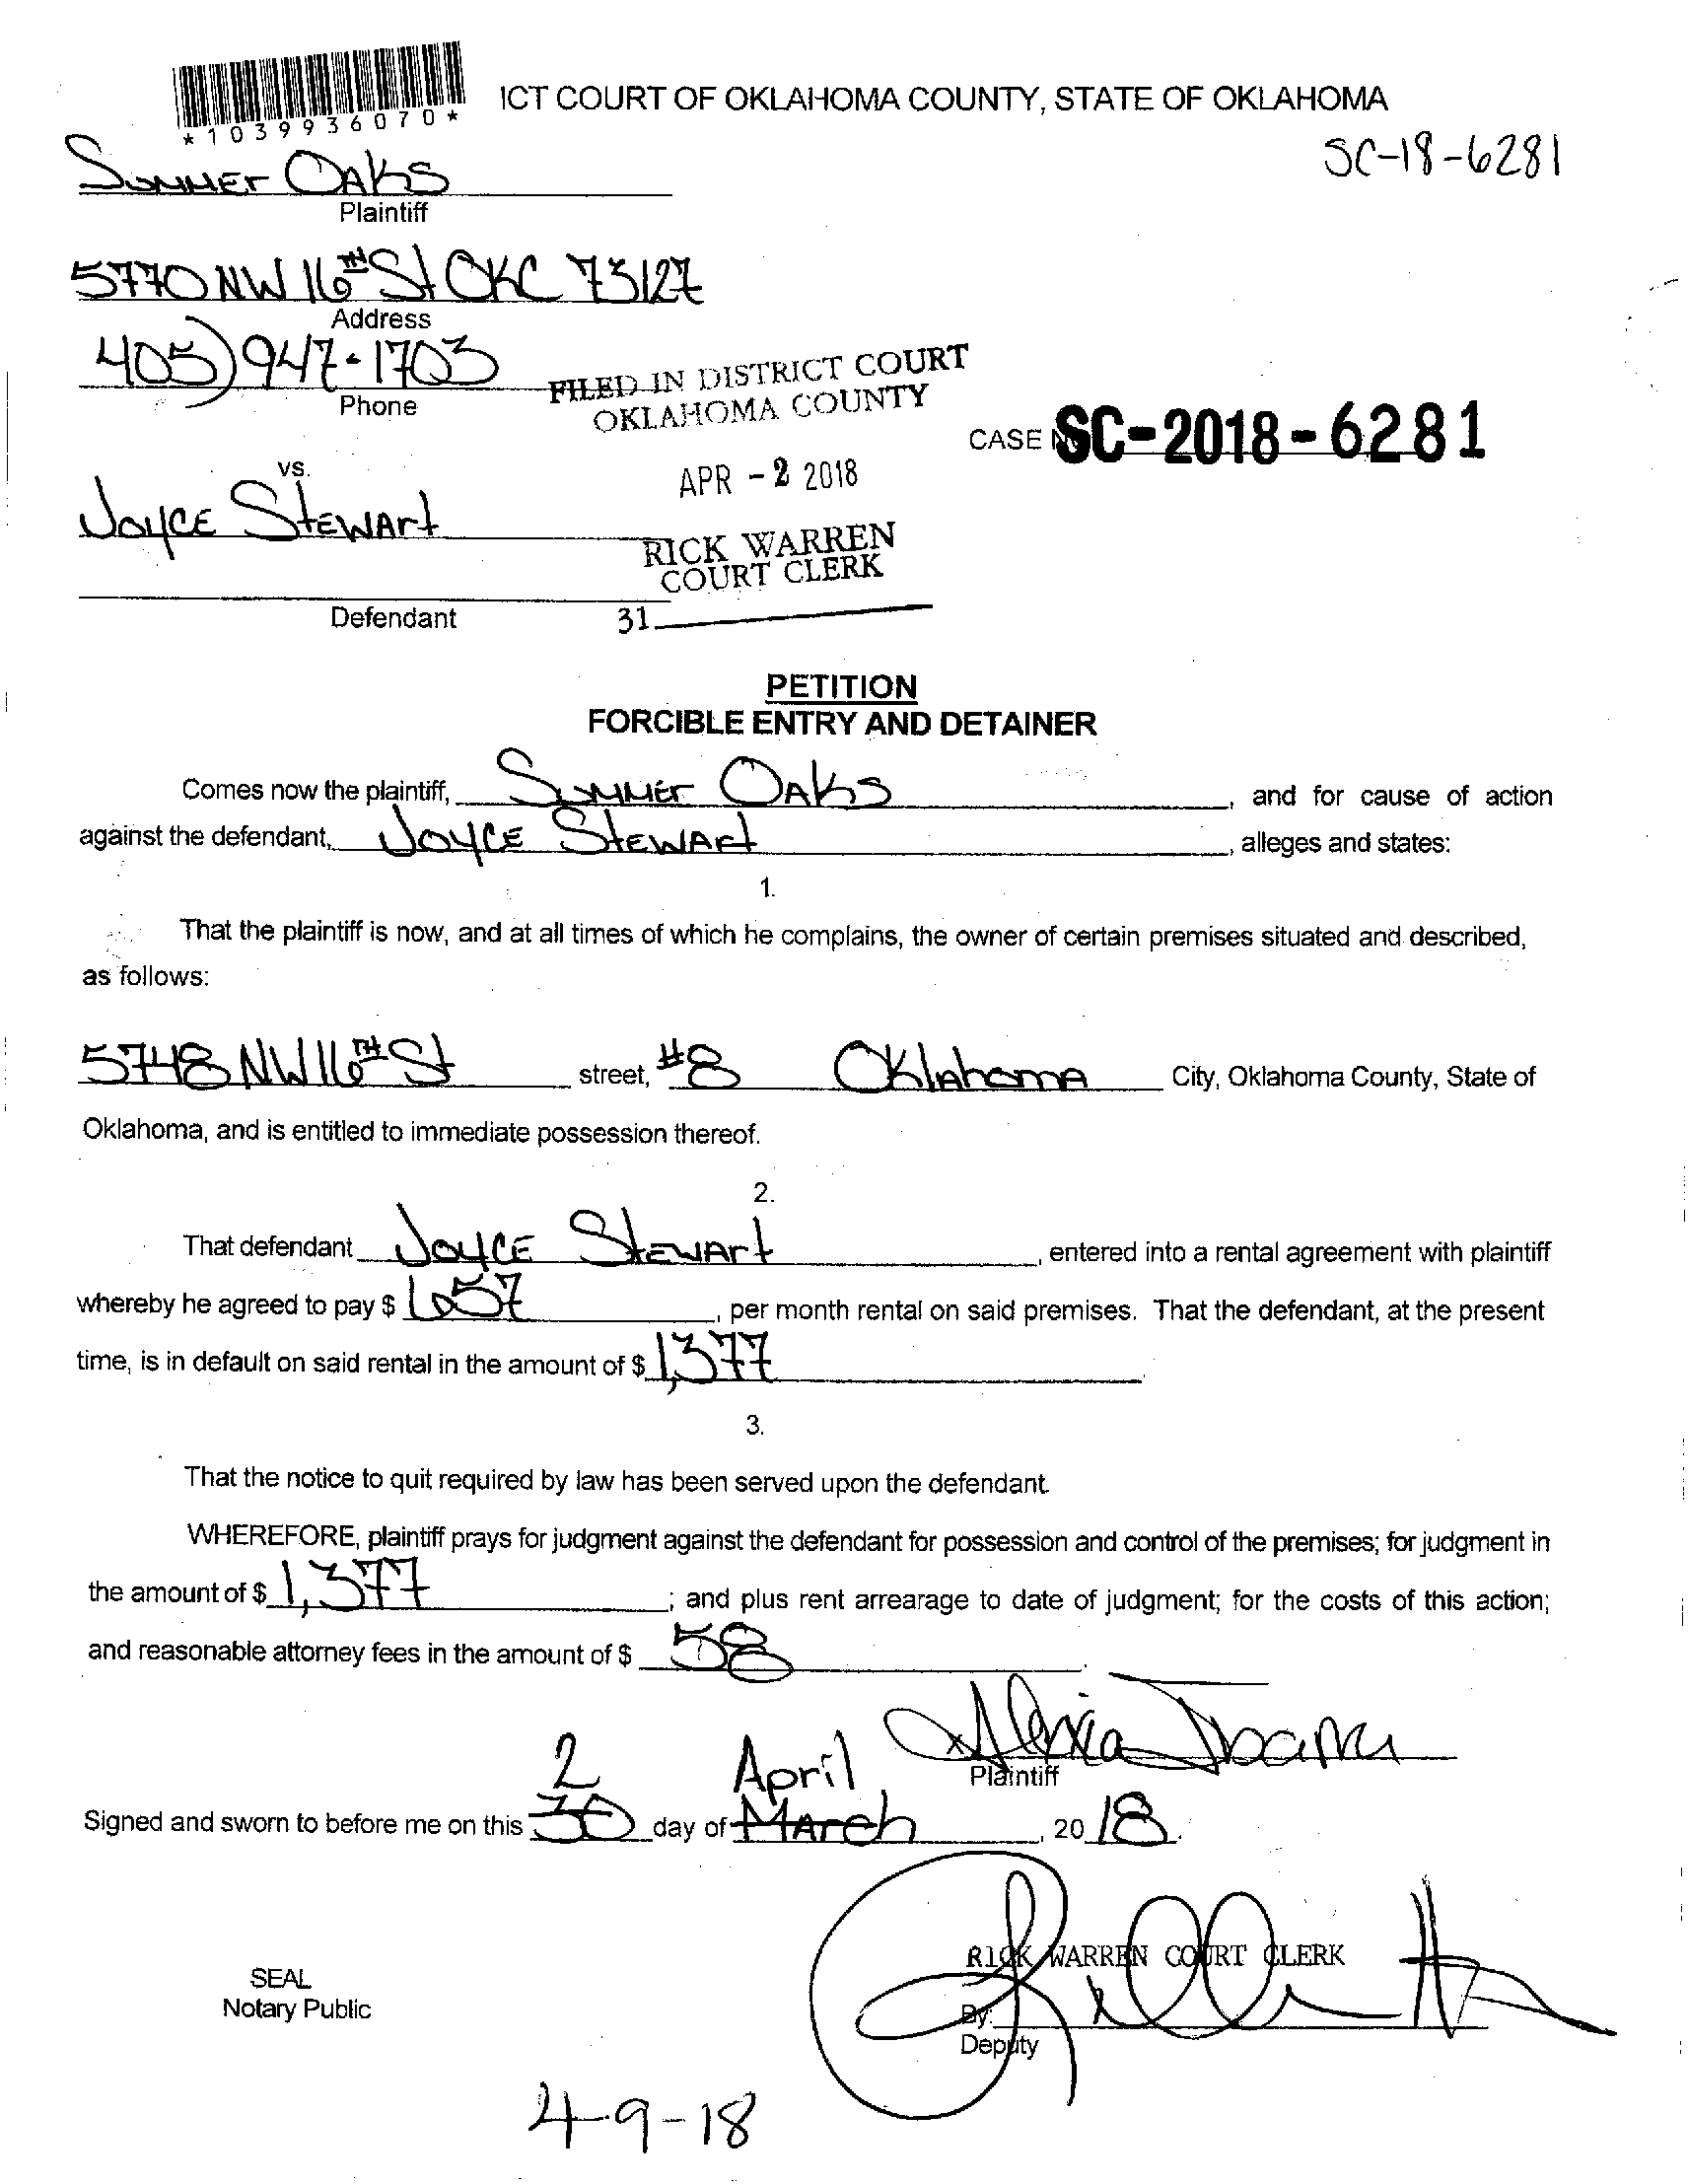 *1039936070*
ICT COURT OF OKLAHOMA COUNTY, STATE OF OKLAHOMA
SC-18-6281
Summer Oaks
Plaintiff
5770 NW 16TH St OKC 73127
Address
405) 947-1703
Phone
FILED IN DISTRICT COURT
OKLAHOMA COUNTY
CASE NO SC-2018-6281
APR - 2 2018
vs.
Joyce Stewart
RICK WARREN
COURT CLERK
Defendant
31
PETITION
FORCIBLE ENTRY AND DETAINER
Comes now the plaintiff, Summer Oaks, and for cause of action
against the defendant, Joyce Stewart, alleges and states:
1.
That the plaintiff is now, and at all times of which he complains, the owner of certain premises situated and described,
as follows:
5748 NW 16TH St street, #8 Oklahoma City, Oklahoma County, State of
Oklahoma, and is entitled to immediate possession thereof.
2.
That defendant Joyce Stewart, entered into a rental agreement with plaintiff
whereby he agreed to pay $ 657, per month rental on said premises. That the defendant, at the present
time, is in default on said rental in the amount of $ 1,377.
3.
That the notice to quit required by law has been served upon the defendant.
WHEREFORE, plaintiff prays for judgment against the defendant for possession and control of the premises; for judgment in
the amount of $ 1,377; and plus rent arrearage to date of judgment; for the costs of this action;
and reasonable attorney fees in the amount of $ 58.
x
Plaintiff
2 April
Signed and sworn to before me on this 30 day of March, 20 18.
RICK WARREN COURT CLERK
SEAL
Notary Public
By:
Deputy
4-9-18